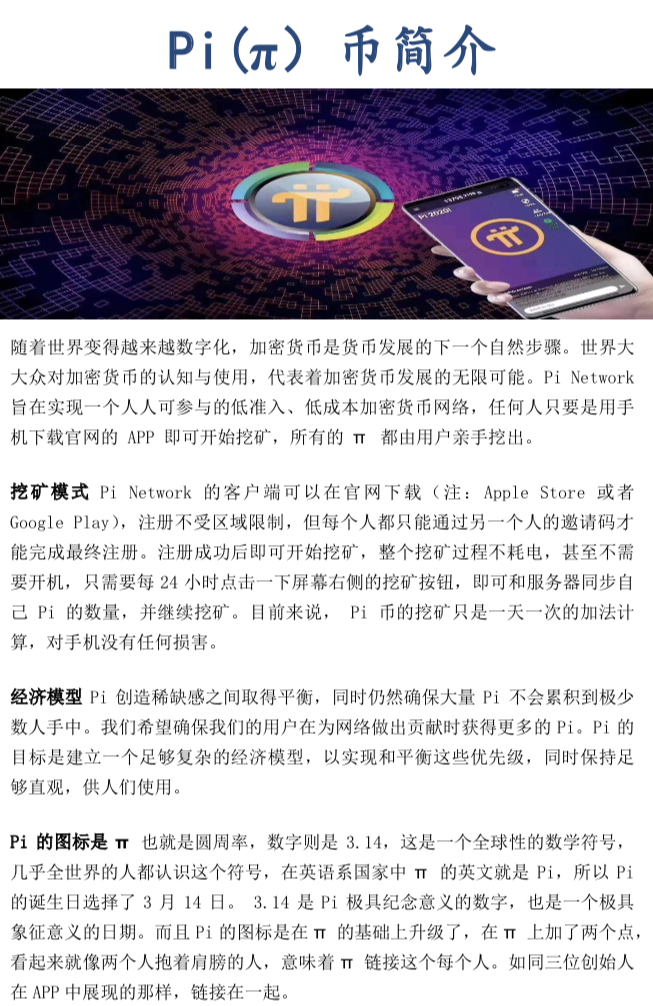 Pi(π) 币简介
Pi 2020!
随着世界变得越来越数字化，加密货币是货币发展的下一个自然步骤。世界大
大众对加密货币的认知与使用，代表着加密货币发展的无限可能。Pi Network
旨在实现一个人人可参与的低准入、低成本加密货币网络，任何人只要是用手
机下载官网的 APP 即可开始挖矿，所有的 π 都由用户亲手挖出。
挖矿模式 Pi Network 的客户端可以在官网下载（注：Apple Store 或者
Google Play），注册不受区域限制，但每个人都只能通过另一个人的邀请码才
能完成最终注册。注册成功后即可开始挖矿，整个挖矿过程不耗电，甚至不需
要开机，只需要每 24 小时点击一下屏幕右侧的挖矿按钮，即可和服务器同步自
己 Pi 的数量，并继续挖矿。目前来说， Pi 币的挖矿只是一天一次的加法计
算，对手机没有任何损害。
经济模型 Pi 创造稀缺感之间取得平衡，同时仍然确保大量 Pi 不会累积到极少
数人手中。我们希望确保我们的用户在为网络做出贡献时获得更多的 Pi。Pi 的
目标是建立一个足够复杂的经济模型，以实现和平衡这些优先级，同时保持足
够直观，供人们使用。
Pi 的图标是 π 也就是圆周率，数字则是 3.14，这是一个全球性的数学符号，
几乎全世界的人都认识这个符号，在英语系国家中 π 的英文就是 Pi，所以 Pi
的诞生日选择了 3 月 14 日。 3.14 是 Pi 极具纪念意义的数字，也是一个极具
象征意义的日期。而且 Pi 的图标是在 π 的基础上升级了，在 π 上加了两个点，
看起来就像两个人抱着肩膀的人，意味着 π 链接这个每个人。如同三位创始人
在 APP 中展现的那样，链接在一起。